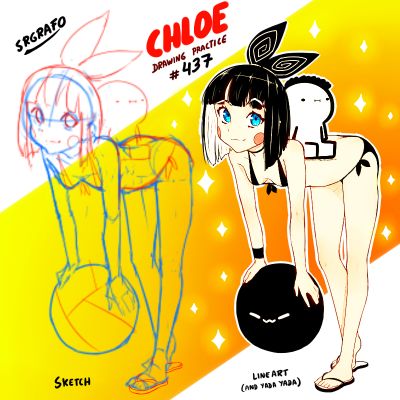 SRGRAFO
CHLOE
DRAWING PRACTICE
# 437
SKETCH
LINEART
(AND YADA YADA)